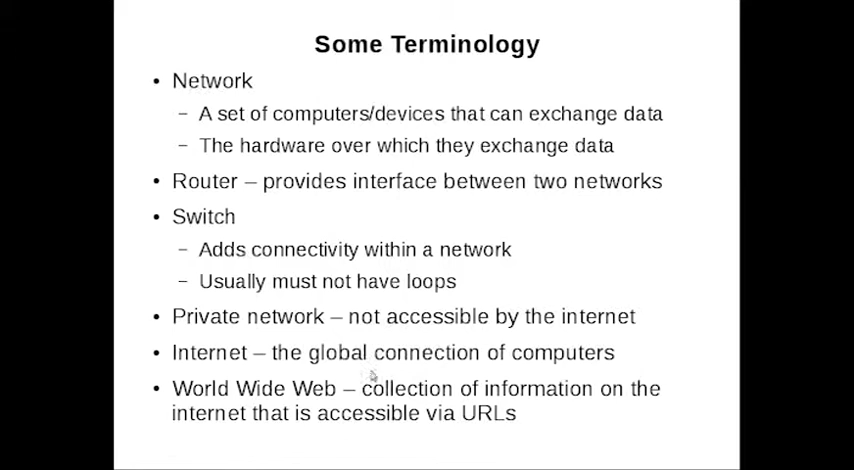 Some Terminology
• Network
– A set of computers/devices that can exchange data
– The hardware over which they exchange data
• Router – provides interface between two networks
• Switch
– Adds connectivity within a network
– Usually must not have loops
• Private network – not accessible by the internet
• Internet – the global connection of computers
• World Wide Web – collection of information on the
internet that is accessible via URLs